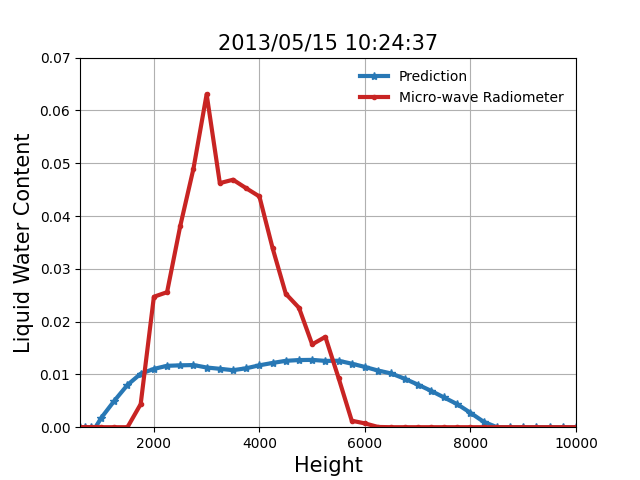 2013/05/15 10:24:37
0.07
0.06
0.05
0.04
0.03
0.02
0.01
0.00
Liquid Water Content
Prediction
Micro-wave Radiometer
2000 4000 6000 8000 10000
Height